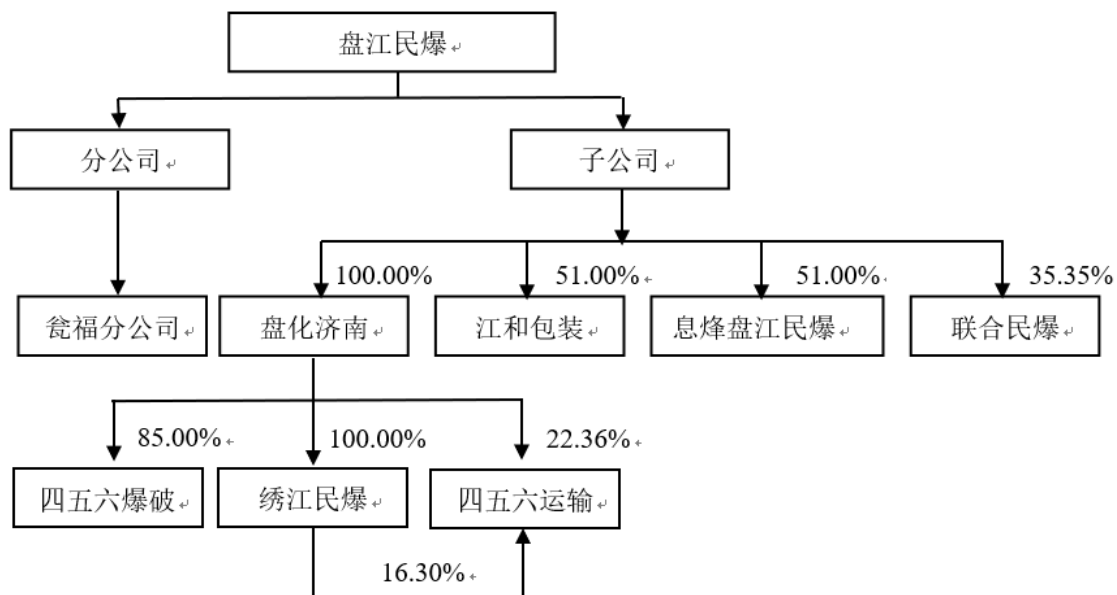 盘江民爆
分公司
子公司
100.00%
51.00%
51.00%
35.35%
瓮福分公司
盘化济南
江和包装
息烽盘江民爆
联合民爆
85.00%
100.00%
22.36%
四五六爆破
绣江民爆
四五六运输
16.30%